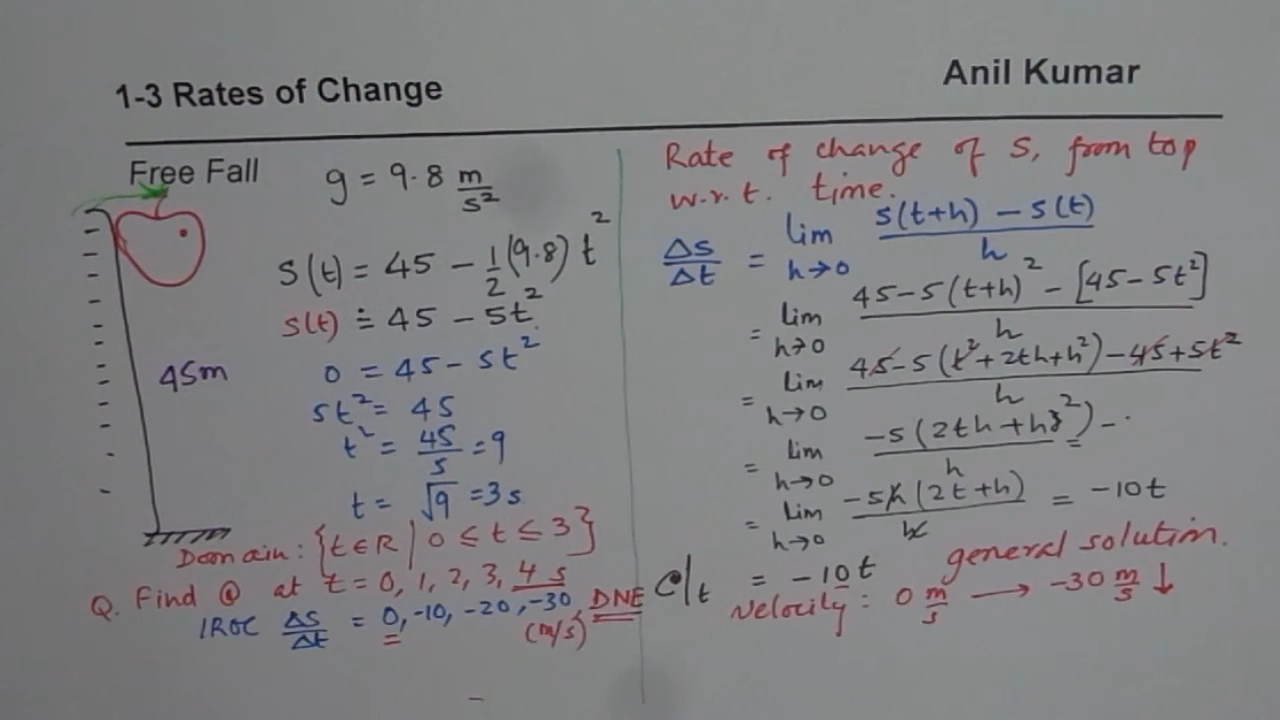 1-3 Rates of Change
Anil Kumar
Free Fall
g = 9.8 m/s²
S(t) = 45 - 1/2 (9.8) t²
s(t) ≐ 45 - 5t²
45m
0 = 45 - 5t²
5t² = 45
t² = 45/5 = 9
t = √9 = 3s
Domain: {t∈R | 0 ≤ t ≤ 3}
Q. Find @ at t = 0, 1, 2, 3, 4 s
IROC Δs/Δt = 0, -10, -20, -30, DNE
(m/s)
Rate of change of S, from top
w.r.t. time.
Δs/Δt = lim h→0 s(t+h) - s(t) / h
= lim h→0 45-5(t+h)² - [45-5t²] / h
= lim h→0 45-5(t²+2th+h²)-45+5t² / h
= lim h→0 -5(2th+h²) / h
= lim h→0 -5h(2t+h) / h = -10t
general solution.
@|t = -10t
Velocity: 0 m/s → -30 m/s ↓